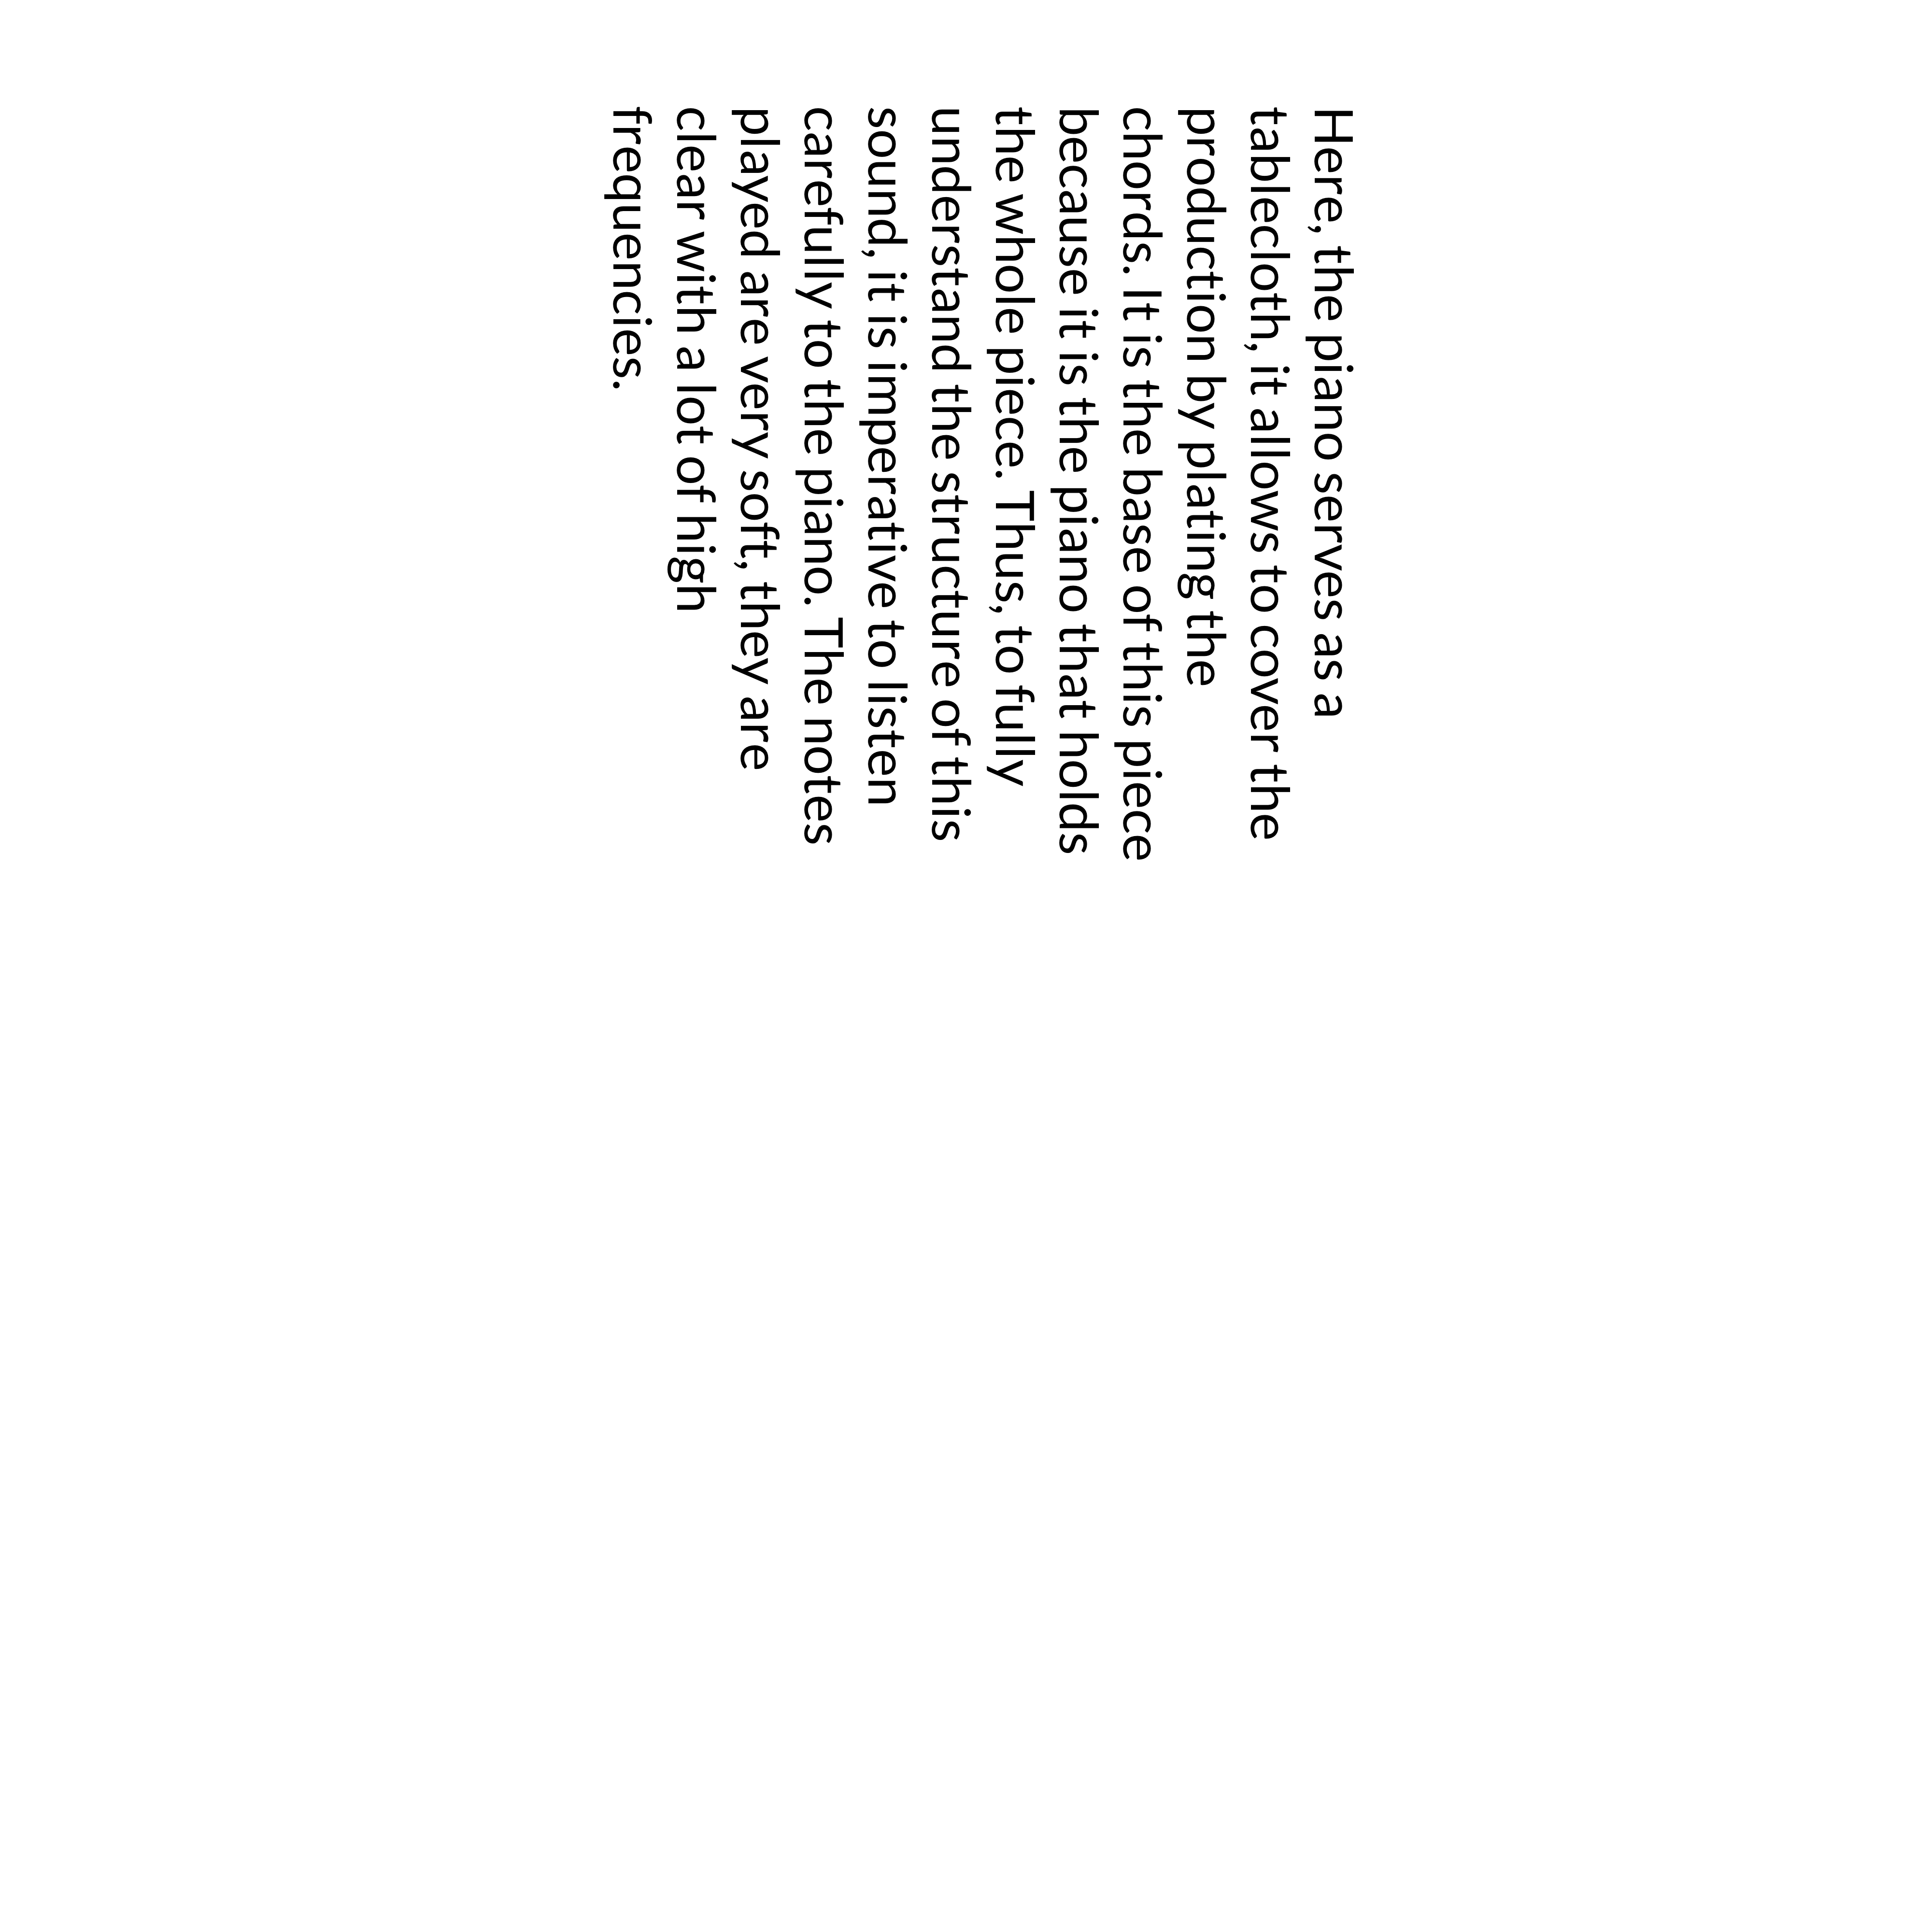 Here, the piano serves as a
tablecloth, it allows to cover the
production by plating the
chords. It is the base of this piece
because it is the piano that holds
the whole piece. Thus, to fully
understand the structure of this
sound, it is imperative to listen
carefully to the piano. The notes
played are very soft, they are
clear with a lot of high
frequencies.